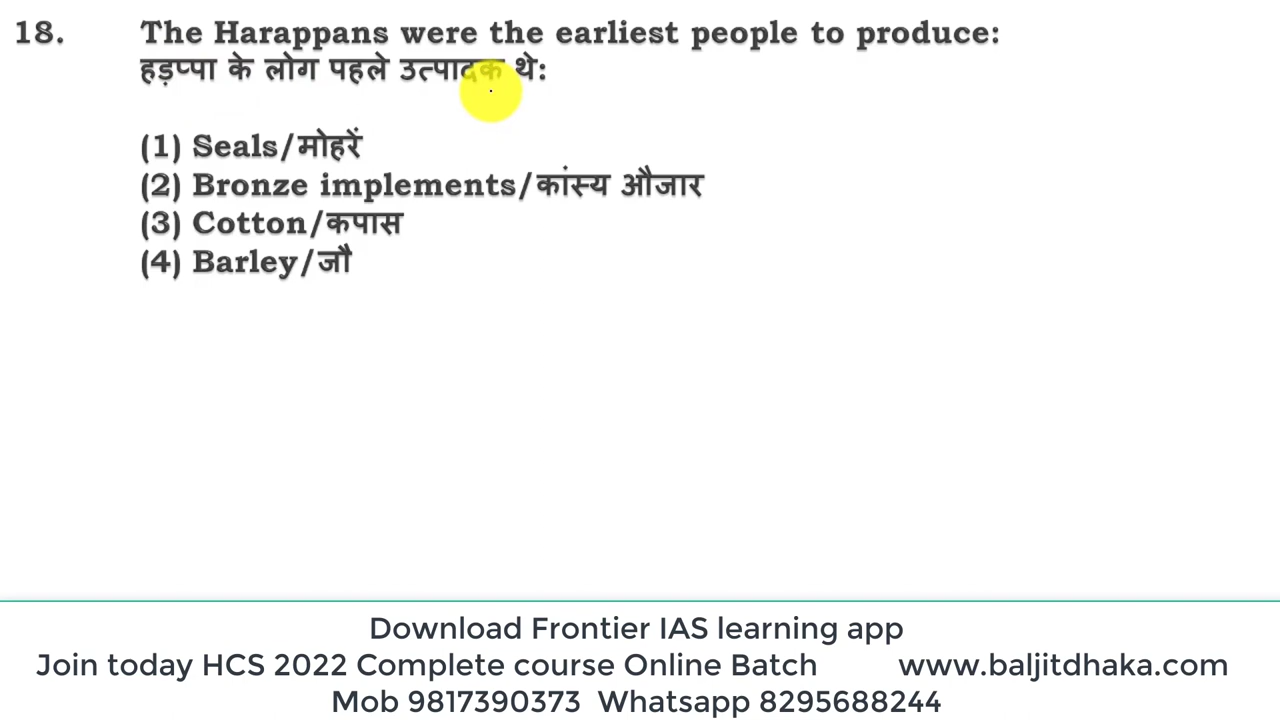 18. The Harappans were the earliest people to produce:
हड़प्पा के लोग पहले उत्पादक थे:
(1) Seals/मोहरें
(2) Bronze implements/कांस्य औजार
(3) Cotton/कपास
(4) Barley/जौ
Download Frontier IAS learning app
Join today HCS 2022 Complete course Online Batch www.baljitdhaka.com
Mob 9817390373 Whatsapp 8295688244